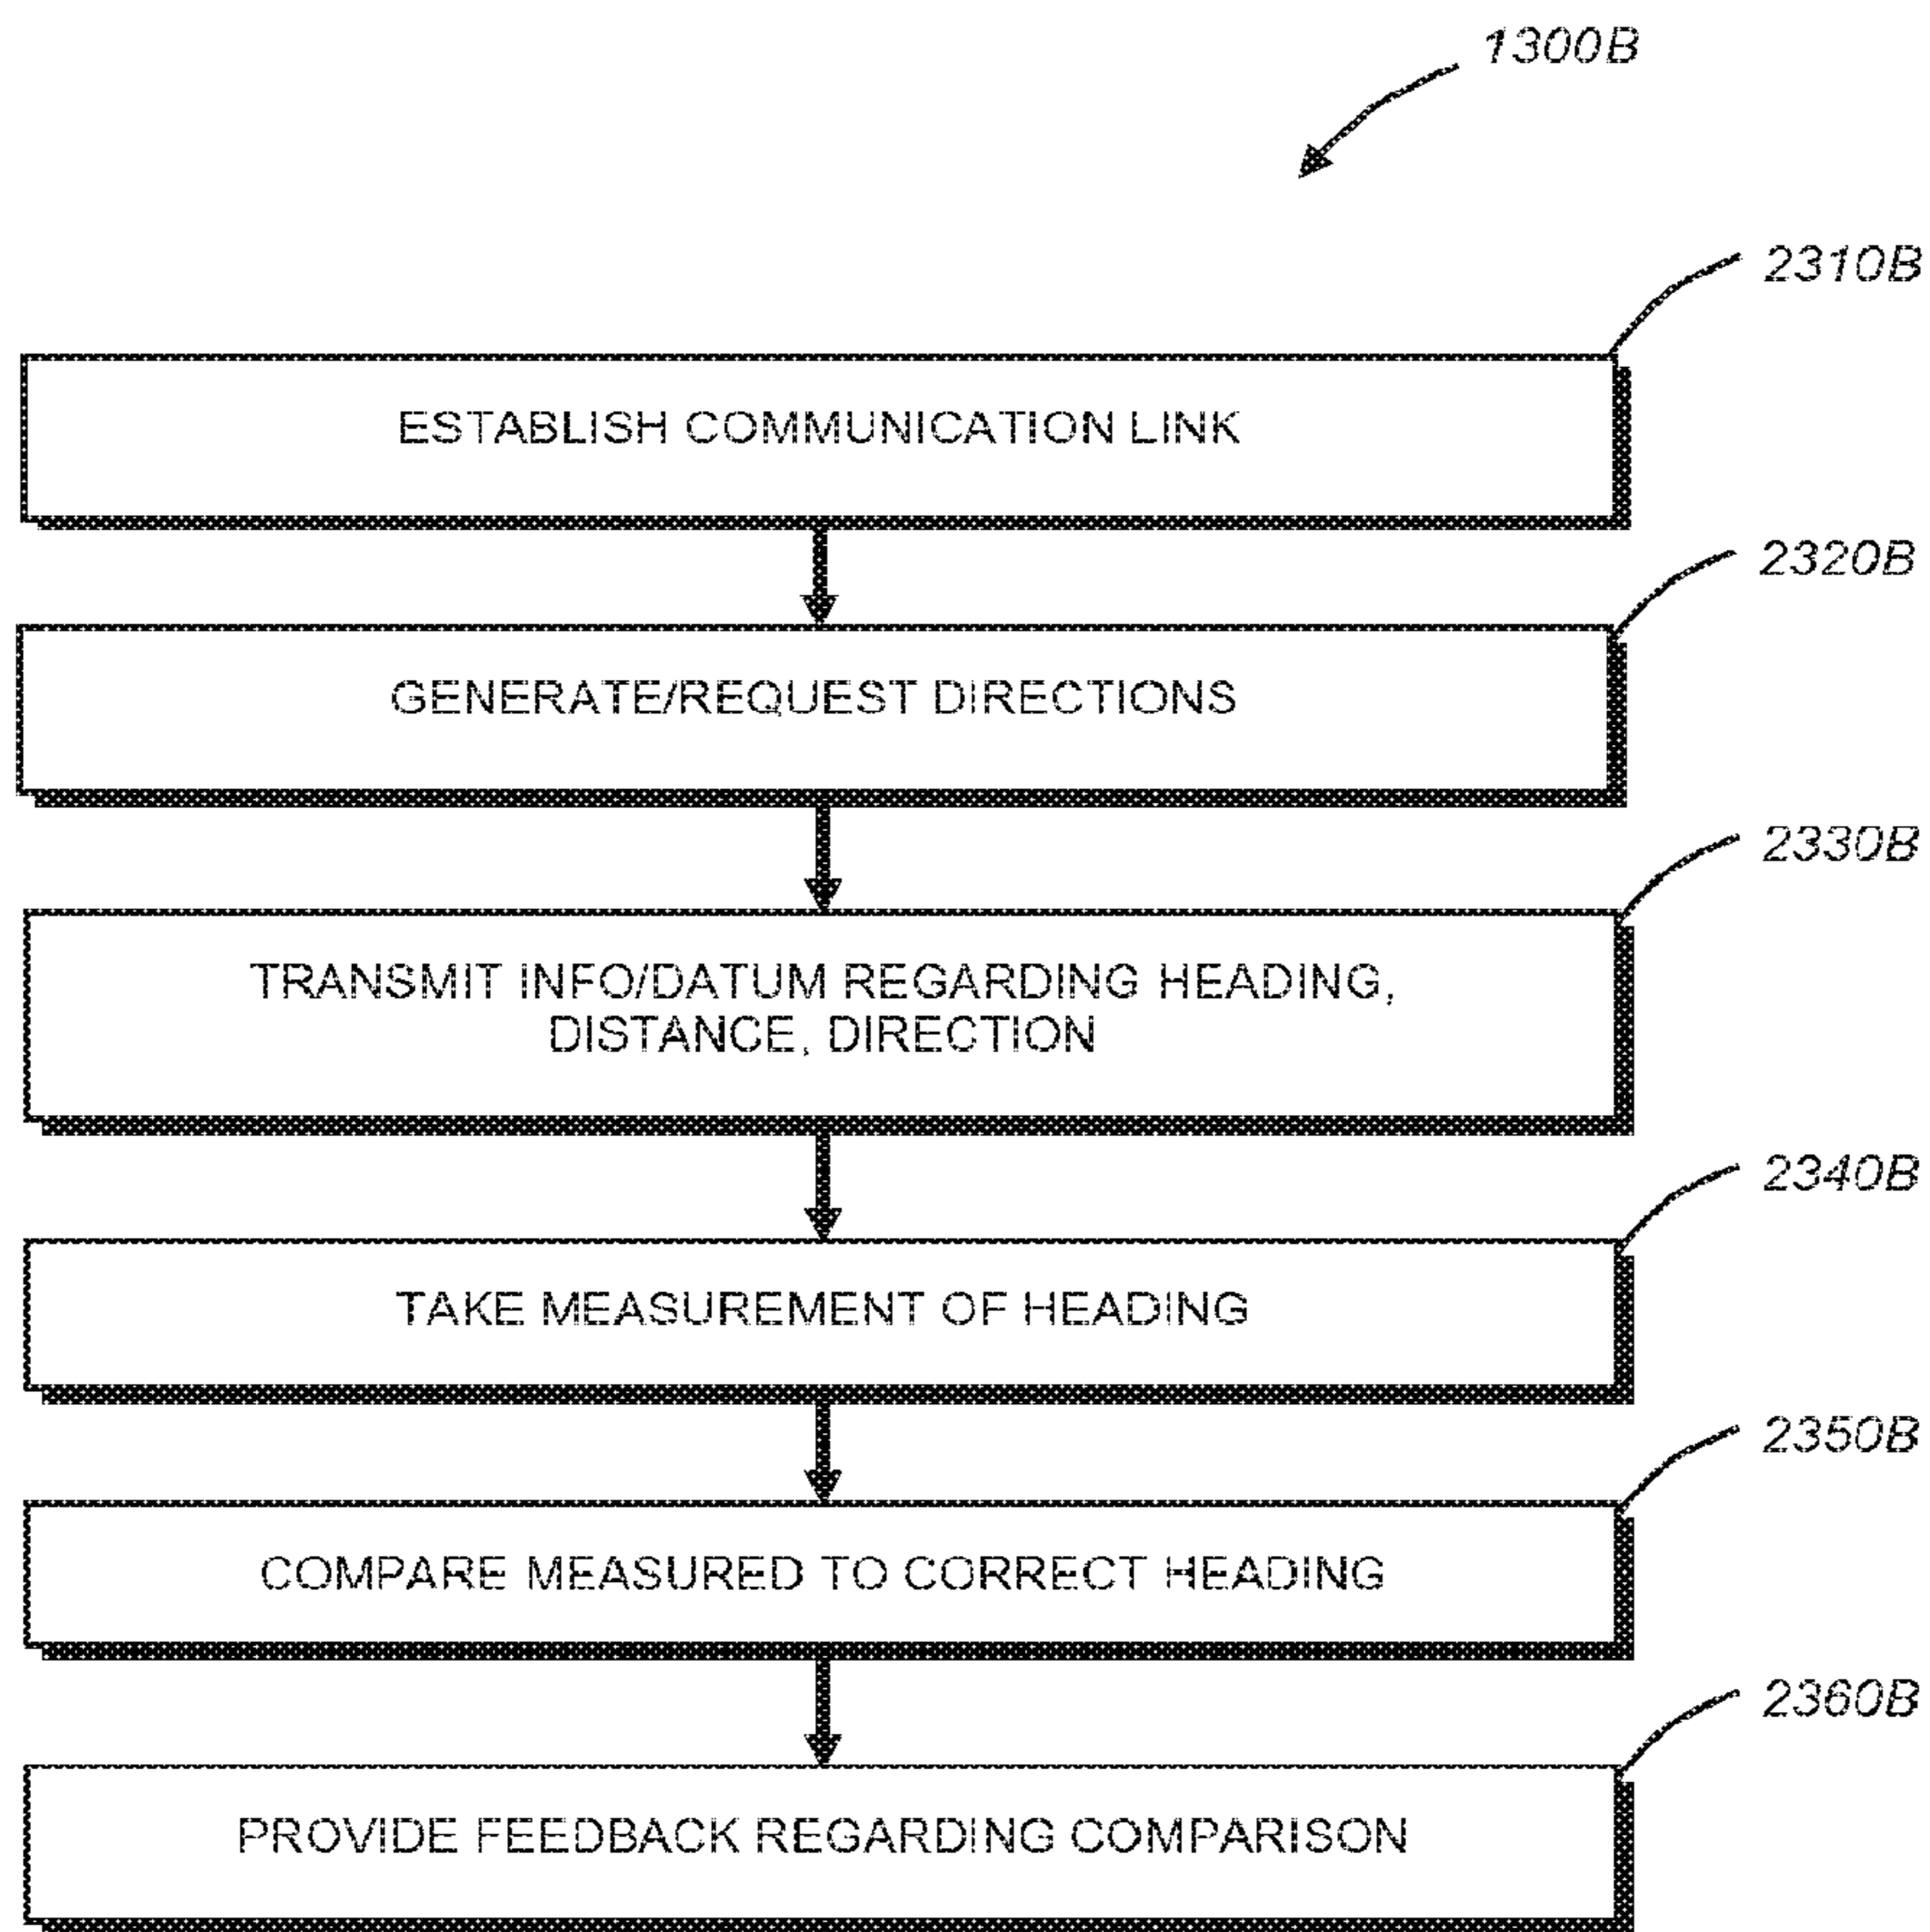 1300B
2310B
ESTABLISH COMMUNICATION LINK
2320B
GENERATE/REQUEST DIRECTIONS
2330B
TRANSMIT INFO/DATUM REGARDING HEADING,
DISTANCE, DIRECTION
2340B
TAKE MEASUREMENT OF HEADING
2350B
COMPARE MEASURED TO CORRECT HEADING
2360B
PROVIDE FEEDBACK REGARDING COMPARISON